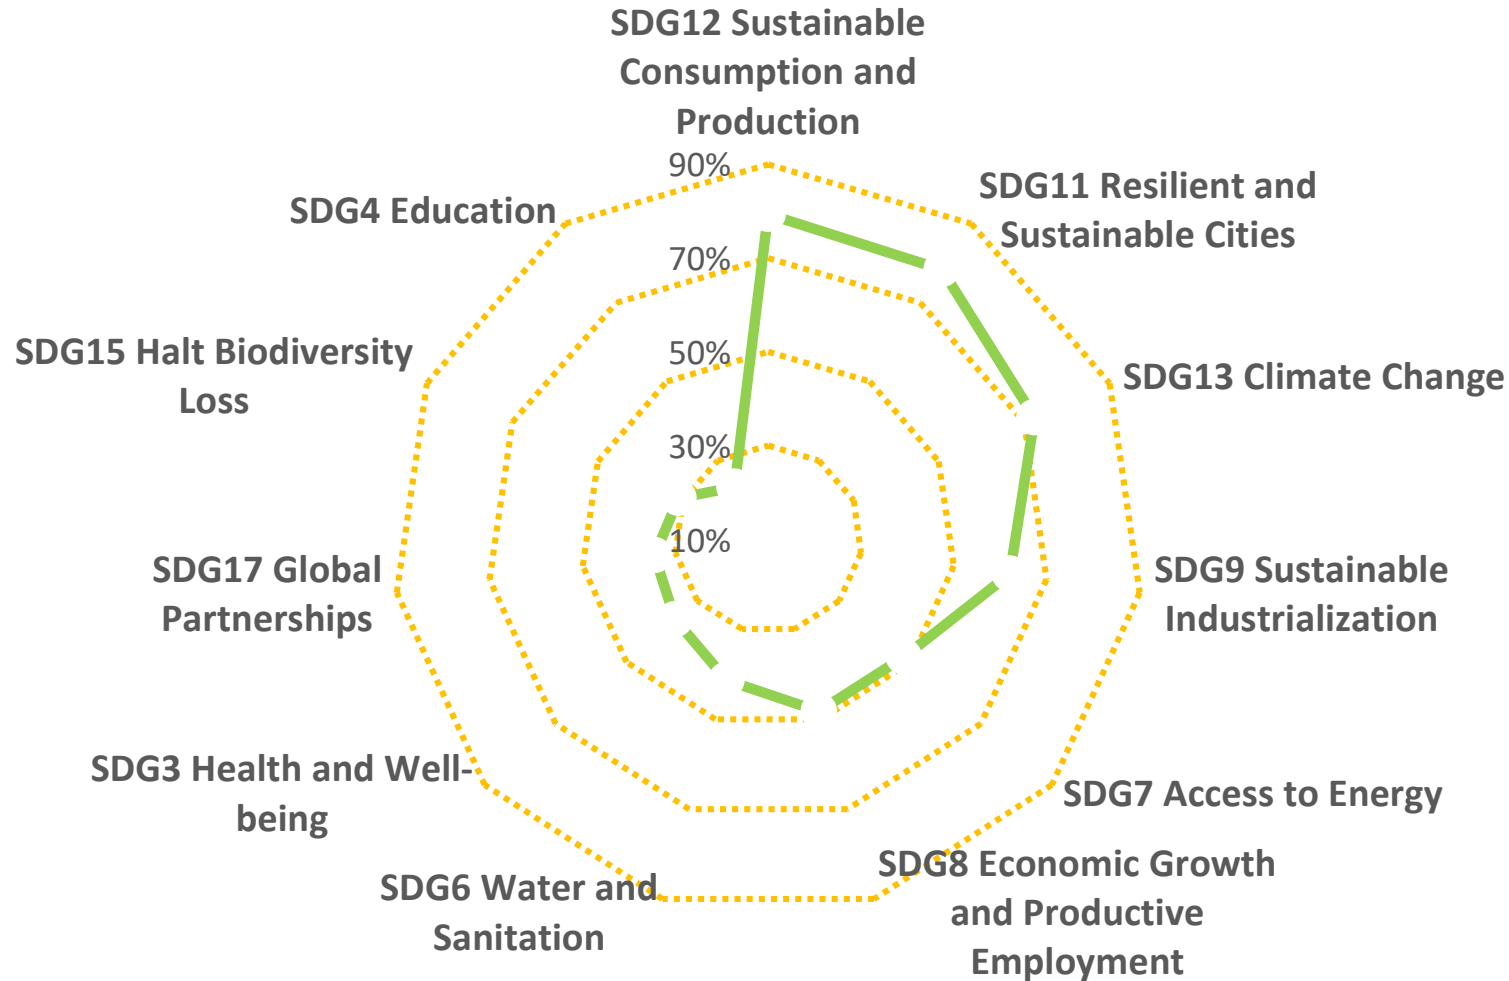 SDG12 Sustainable
Consumption and
Production
90%
70%
50%
30%
10%
SDG11 Resilient and
Sustainable Cities
SDG13 Climate Change
SDG9 Sustainable
Industrialization
SDG7 Access to Energy
SDG8 Economic Growth
and Productive
Employment
SDG6 Water and
Sanitation
SDG3 Health and Well-
being
SDG17 Global
Partnerships
SDG15 Halt Biodiversity
Loss
SDG4 Education